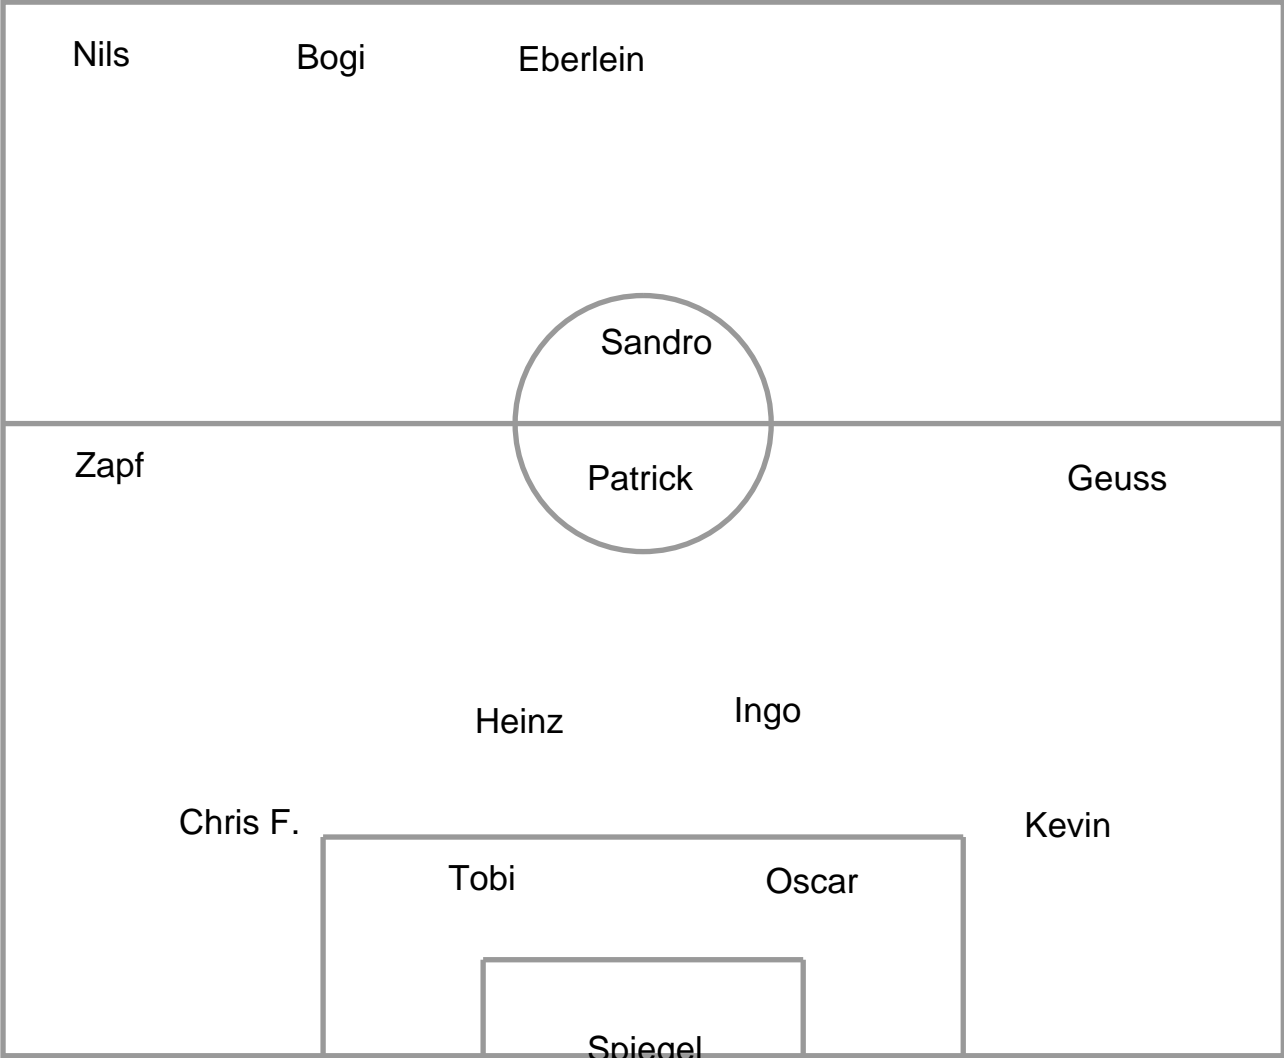 Nils Bogi Eberlein
Sandro
Zapf Patrick Geuss
Heinz Ingo
Chris F. Kevin
Tobi Oscar
Spiegel